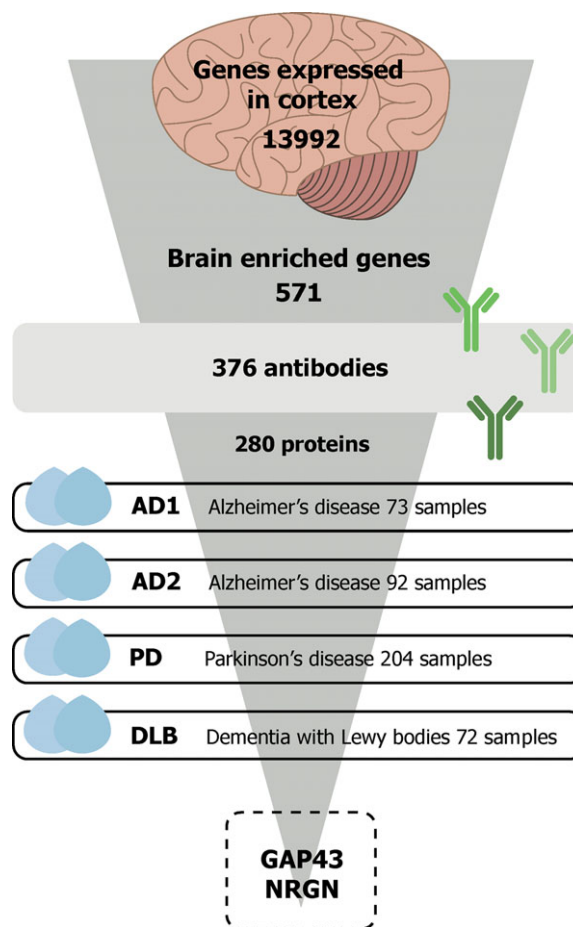 Genes expressed
in cortex
13992
Brain enriched genes
571
376 antibodies
280 proteins
AD1 Alzheimer's disease 73 samples
AD2 Alzheimer's disease 92 samples
PD Parkinson's disease 204 samples
DLB Dementia with Lewy bodies 72 samples
GAP43
NRGN